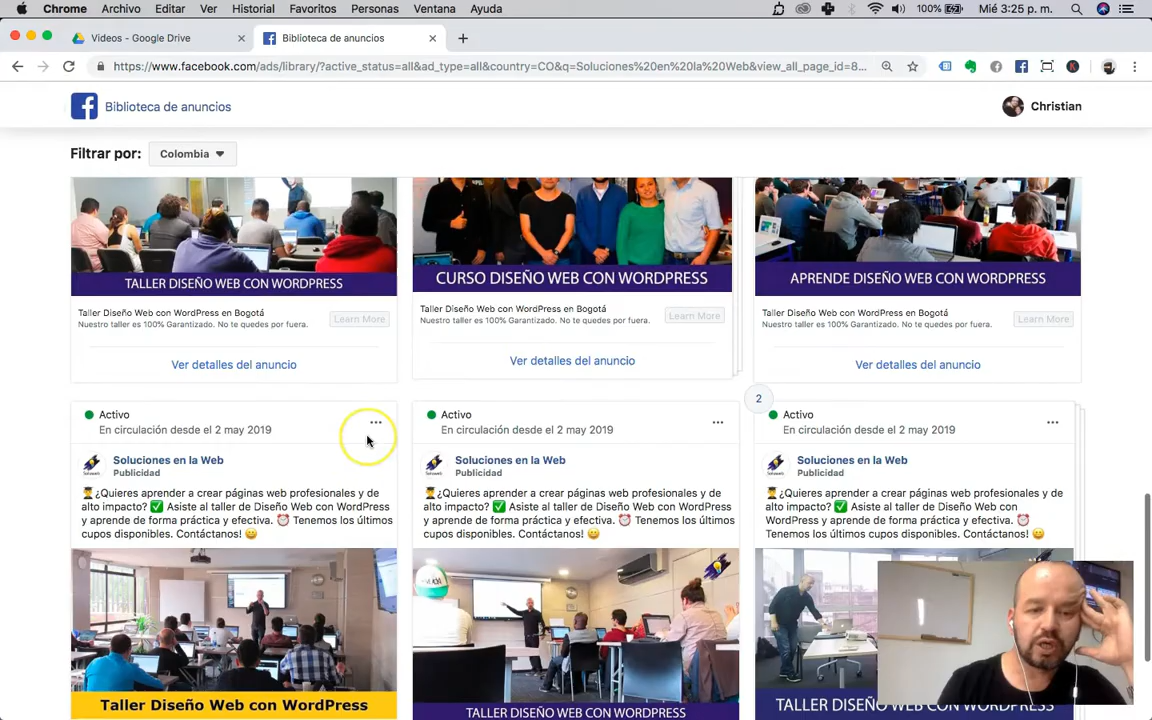 Chrome Archivo Editar Ver Historial Favoritos Personas Ventana Ayuda 100% Mié 3:25 p. m.
Videos - Google Drive
Biblioteca de anuncios
https://www.facebook.com/ads/library/?active_status=all&ad_type=all&country=CO&q=Soluciones%20en%20la%20Web&view_all_page_id=8...
Biblioteca de anuncios
Christian
Filtrar por: Colombia
TALLER DISEÑO WEB CON WORDPRESS
Taller Diseño Web con WordPress en Bogotá
Nuestro taller es 100% Garantizado. No te quedes por fuera.
Learn More
Ver detalles del anuncio
CURSO DISEÑO WEB CON WORDPRESS
Taller Diseño Web con WordPress en Bogotá
Nuestro taller es 100% Garantizado. No te quedes por fuera.
Learn More
Ver detalles del anuncio
APRENDE DISEÑO WEB CON WORDPRESS
Taller Diseño Web con WordPress en Bogotá
Nuestro taller es 100% Garantizado. No te quedes por fuera.
Learn More
Ver detalles del anuncio
Activo
En circulación desde el 2 may 2019
Soluciones en la Web
Publicidad
👨‍🎓¿Quieres aprender a crear páginas web profesionales y de
alto impacto? ✅ Asiste al taller de Diseño Web con WordPress
y aprende de forma práctica y efectiva. ⏰ Tenemos los últimos
cupos disponibles. Contáctanos! 😀
Taller Diseño Web con WordPress
Activo
En circulación desde el 2 may 2019
Soluciones en la Web
Publicidad
👨‍🎓¿Quieres aprender a crear páginas web profesionales y de
alto impacto? ✅ Asiste al taller de Diseño Web con WordPress
y aprende de forma práctica y efectiva. ⏰ Tenemos los últimos
cupos disponibles. Contáctanos! 😀
TALLER DISEÑO WEB CON WORDPRESS
2
Activo
En circulación desde el 2 may 2019
Soluciones en la Web
Publicidad
👨‍🎓¿Quieres aprender a crear páginas web profesionales y de
alto impacto? ✅ Asiste al taller de Diseño Web con
WordPress y aprende de forma práctica y efectiva. ⏰
Tenemos los últimos cupos disponibles. Contáctanos! 😀
TALLER DISEÑO WEB